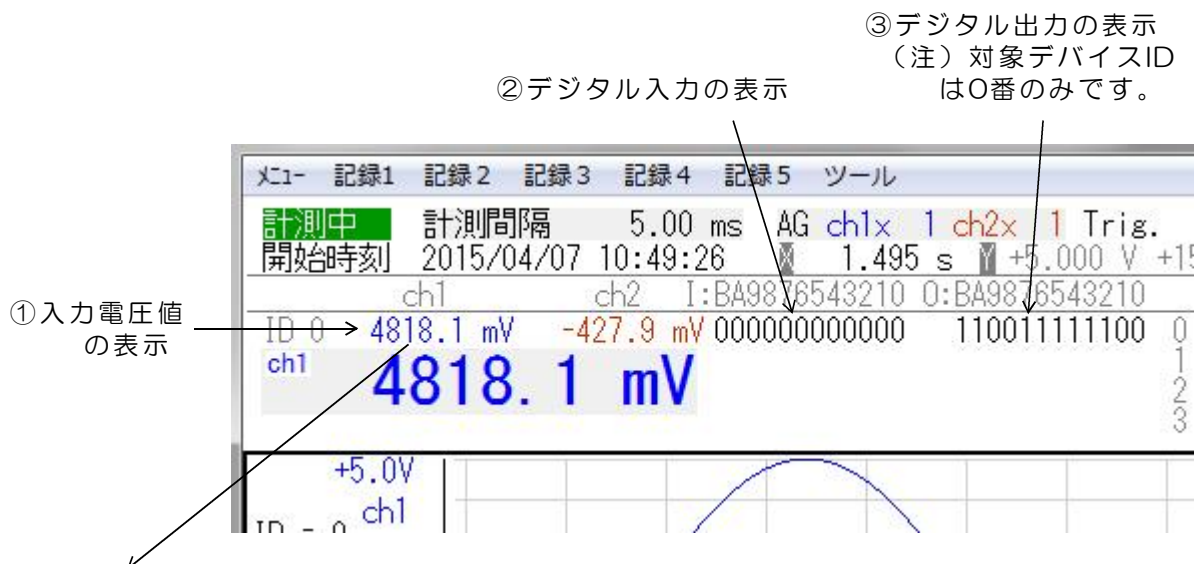 ③デジタル出力の表示
（注）対象デバイスID
は0番のみです。
②デジタル入力の表示
ﾒﾆｭｰ 記録1 記録2 記録3 記録4 記録5 ツール
計測中 計測間隔 5.00 ms AG ch1x 1 ch2x 1 Trig.
開始時刻 2015/04/07 10:49:26 X 1.495 s Y +5.000 V +15
ch1 ch2 I:BA9876543210 O:BA9876543210
①入力電圧値
の表示
ID 0 4818.1 mV -427.9 mV 000000000000 110011111100 0
ch1 4818.1 mV
1
2
3
+5.0V
ch1
ID = 0